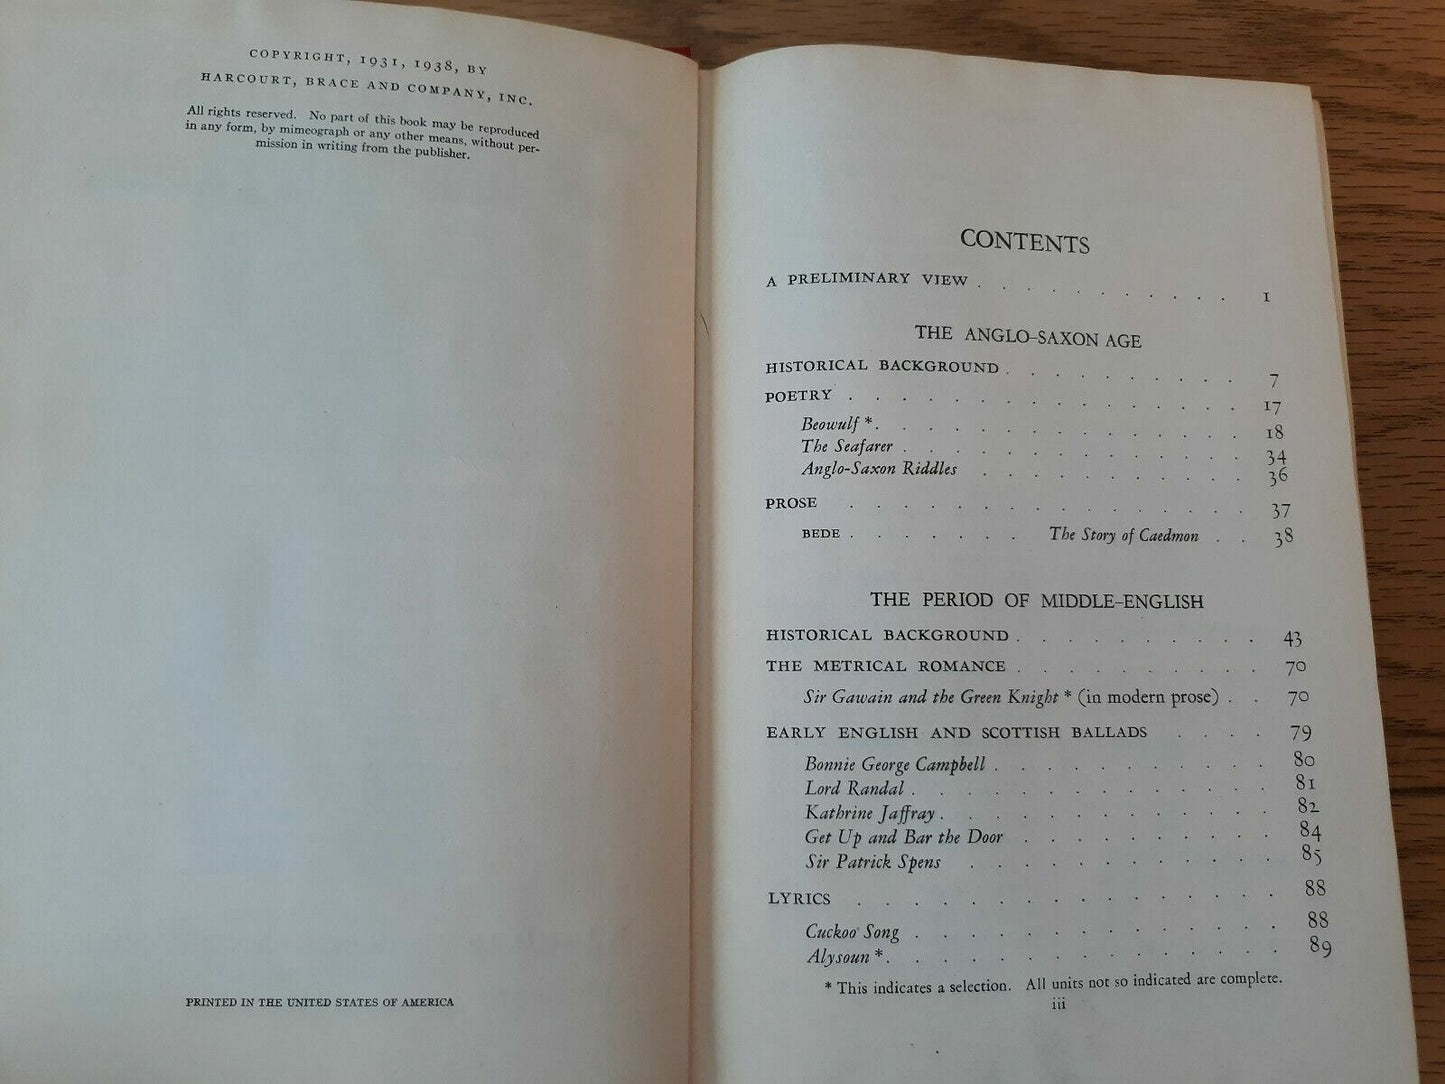 COPYRIGHT, 1931, 1938, BY
HARCOURT, BRACE AND COMPANY, INC.
All rights reserved. No part of this book may be reproduced
in any form, by mimeograph or any other means, without per-
mission in writing from the publisher.
PRINTED IN THE UNITED STATES OF AMERICA
CONTENTS
A PRELIMINARY VIEW . . . . . . . . . . 1
THE ANGLO-SAXON AGE
HISTORICAL BACKGROUND . . . . . . . . . . 7
POETRY . . . . . . . . . . . . . . . 17
Beowulf * . . . . . . . . . . . . . . 18
The Seafarer . . . . . . . . . . . . . 34
Anglo-Saxon Riddles . . . . . . . . . . . 36
PROSE . . . . . . . . . . . . . . . 37
BEDE . . . . . . . The Story of Caedmon . . 38
THE PERIOD OF MIDDLE-ENGLISH
HISTORICAL BACKGROUND . . . . . . . . . . 43
THE METRICAL ROMANCE . . . . . . . . . . 70
Sir Gawain and the Green Knight * (in modern prose) . . 70
EARLY ENGLISH AND SCOTTISH BALLADS . . . . 79
Bonnie George Campbell . . . . . . . . . . . 80
Lord Randal . . . . . . . . . . . . . . 81
Kathrine Jaffray . . . . . . . . . . . . . 82
Get Up and Bar the Door . . . . . . . . . . 84
Sir Patrick Spens . . . . . . . . . . . . 85
LYRICS . . . . . . . . . . . . . . . . 88
Cuckoo Song . . . . . . . . . . . . . . 88
Alysoun * . . . . . . . . . . . . . . . 89
* This indicates a selection. All units not so indicated are complete.
iii